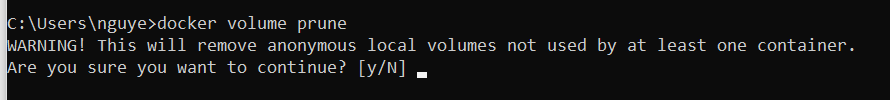 C:\Users\nguye>docker volume prune
WARNING! This will remove anonymous local volumes not used by at least one container.
Are you sure you want to continue? [y/N]